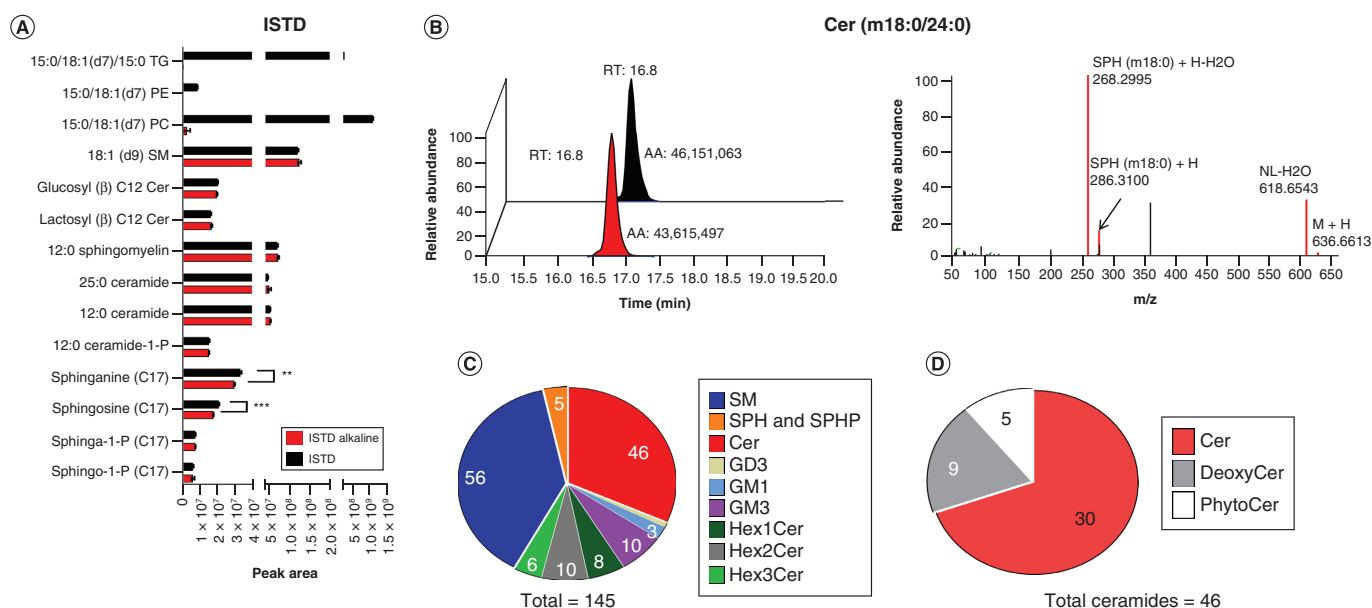 A
ISTD
15:0/18:1(d7)/15:0 TG
15:0/18:1(d7) PE
15:0/18:1(d7) PC
18:1 (d9) SM
Glucosyl (β) C12 Cer
Lactosyl (β) C12 Cer
12:0 sphingomyelin
25:0 ceramide
12:0 ceramide
12:0 ceramide-1-P
Sphinganine (C17)
**
Sphingosine (C17)
***
Sphinga-1-P (C17)
Sphingo-1-P (C17)
ISTD alkaline
ISTD
0
1 × 10⁷
2 × 10⁷
3 × 10⁷
4 × 10⁷
5 × 10⁷
1.0 × 10⁸
1.5 × 10⁸
2.0 × 10⁸
5 × 10⁸
1.0 × 10⁹
1.5 × 10⁹
Peak area
B
Cer (m18:0/24:0)
RT: 16.8
AA: 46,151,063
RT: 16.8
AA: 43,615,497
Relative abundance
100
80
60
40
20
0
15.0 15.5 16.0 16.5 17.0 17.5 18.0 18.5 19.0 19.5 20.0
Time (min)
SPH (m18:0) + H-H2O
268.2995
SPH (m18:0) + H
286.3100
NL-H2O
618.6543
M + H
636.6613
Relative abundance
100
80
60
40
20
0
50 100 150 200 250 300 350 400 450 500 550 600 650
m/z
C
5
46
3
10
8
10
6
56
SM
SPH and SPHP
Cer
GD3
GM1
GM3
Hex1Cer
Hex2Cer
Hex3Cer
Total = 145
D
5
9
30
Cer
DeoxyCer
PhytoCer
Total ceramides = 46